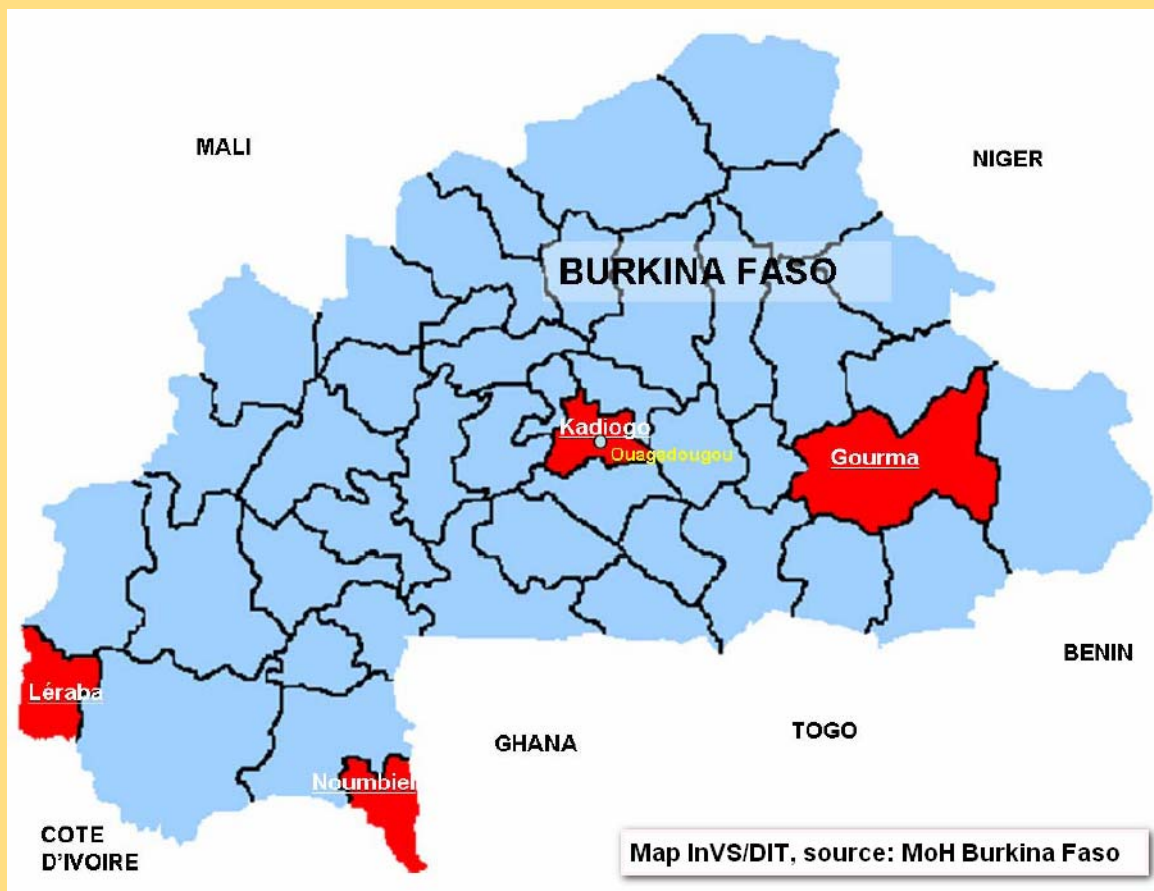 MALI
NIGER
BURKINA FASO
Kadiogo
Ouagadougou
Gourma
BENIN
Léraba
TOGO
GHANA
Noumbiel
COTE
D'IVOIRE
Map InVS/DIT, source: MoH Burkina Faso